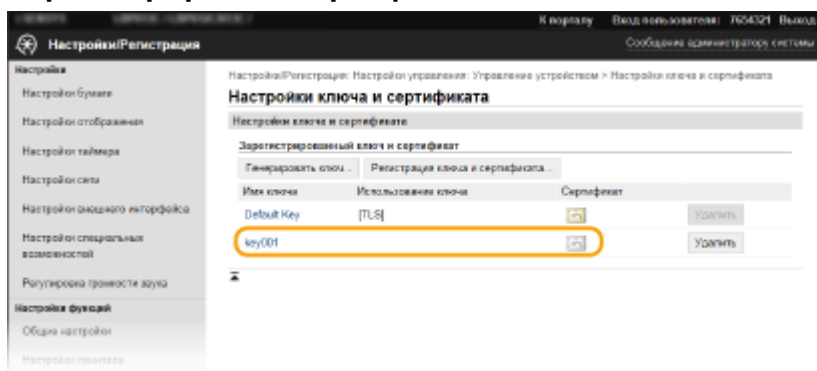 К порталу Вход пользователя: 7654321 Выход
Настройки/Регистрация
Сообщение администратору системы
Настройки
Настройки бумаги
Настройки отображения
Настройки таймера
Настройки сети
Настройки внешнего интерфейса
Настройки специальных
возможностей
Регулировка громкости звука
Настройки функций
Общие настройки
Настройки принтера
Настройки/Регистрация: Настройки управления: Управление устройством > Настройки ключа и сертификата
Настройки ключа и сертификата
Настройки ключа и сертификата
Зарегистрированный ключ и сертификат
Генерировать ключ... Регистрация ключа и сертификата...
Имя ключа Использование ключа Сертификат
Default Key [TLS] Удалить
key001 Удалить